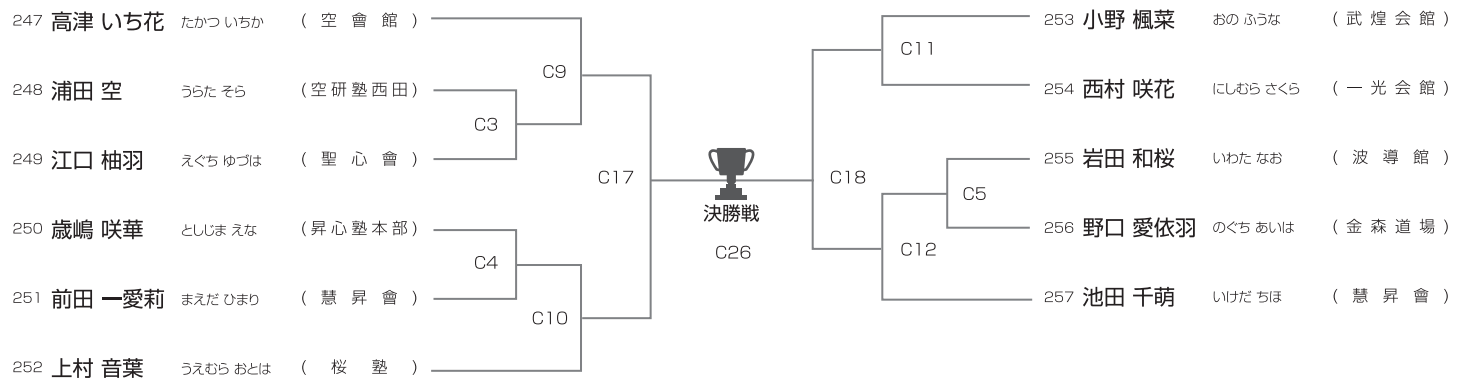 247 高津 いち花 たかつ いちか (空會館)
248 浦田 空 うらた そら (空研塾西田)
249 江口 柚羽 えぐち ゆづは (聖心會)
250 歳嶋 咲華 としじま えな (昇心塾本部)
251 前田 一愛莉 まえだ ひまり (慧昇會)
252 上村 音葉 うえむら おとは (桜塾)
C9
C3
C17
C4
C10
決勝戦
C26
C11
C18
C5
C12
253 小野 楓菜 おの ふうな (武煌会館)
254 西村 咲花 にしむら さくら (一光会館)
255 岩田 和桜 いわた なお (波導館)
256 野口 愛依羽 のぐち あいは (金森道場)
257 池田 千萌 いけだ ちほ (慧昇會)